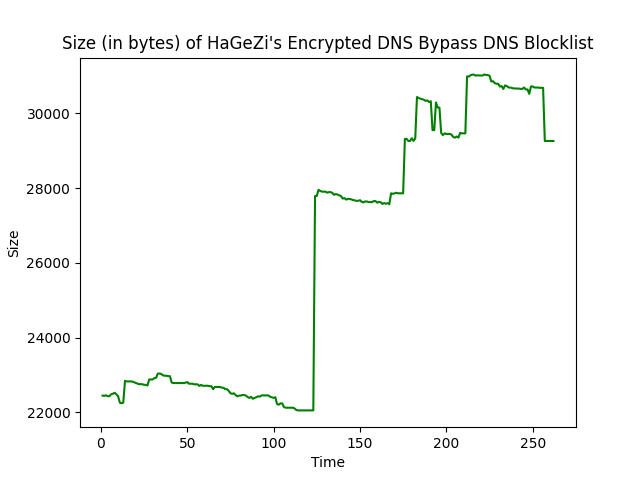 Size (in bytes) of HaGeZi's Encrypted DNS Bypass DNS Blocklist
30000
28000
26000
24000
22000
Size
0 50 100 150 200 250
Time